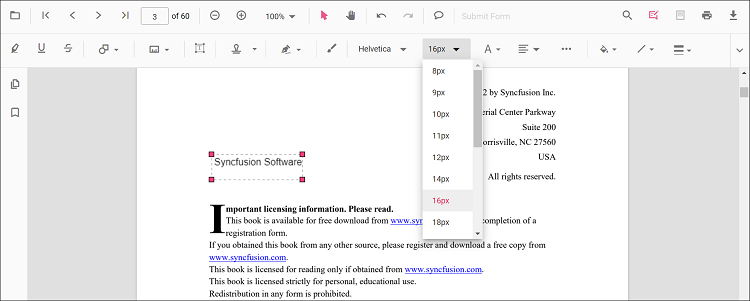 3 of 60 100% Submit Form
Helvetica 16px A
8px
9px
10px
11px
12px
14px
16px
18px
2 by Syncfusion Inc.
erial Center Parkway
Suite 200
orrisville, NC 27560
USA
All rights reserved.
Syncfusion Software
Important licensing information. Please read.
This book is available for free download from www.syn completion of a
registration form.
If you obtained this book from any other source, please register and download a free copy from
www.syncfusion.com.
This book is licensed for reading only if obtained from www.syncfusion.com.
This book is licensed strictly for personal, educational use.
Redistribution in any form is prohibited.